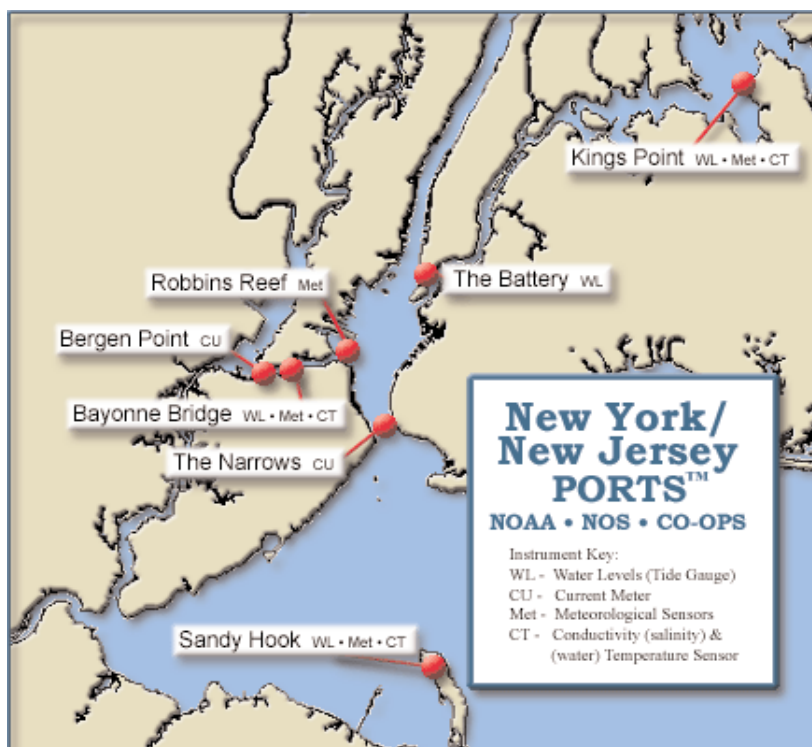 Kings Point WL • Met • CT
Robbins Reef Met
The Battery WL
Bergen Point CU
Bayonne Bridge WL • Met • CT
The Narrows CU
New York/
New Jersey
PORTS™
NOAA • NOS • CO-OPS
Instrument Key:
WL - Water Levels (Tide Gauge)
CU - Current Meter
Met - Meteorological Sensors
CT - Conductivity (salinity) &
(water) Temperature Sensor
Sandy Hook WL • Met • CT